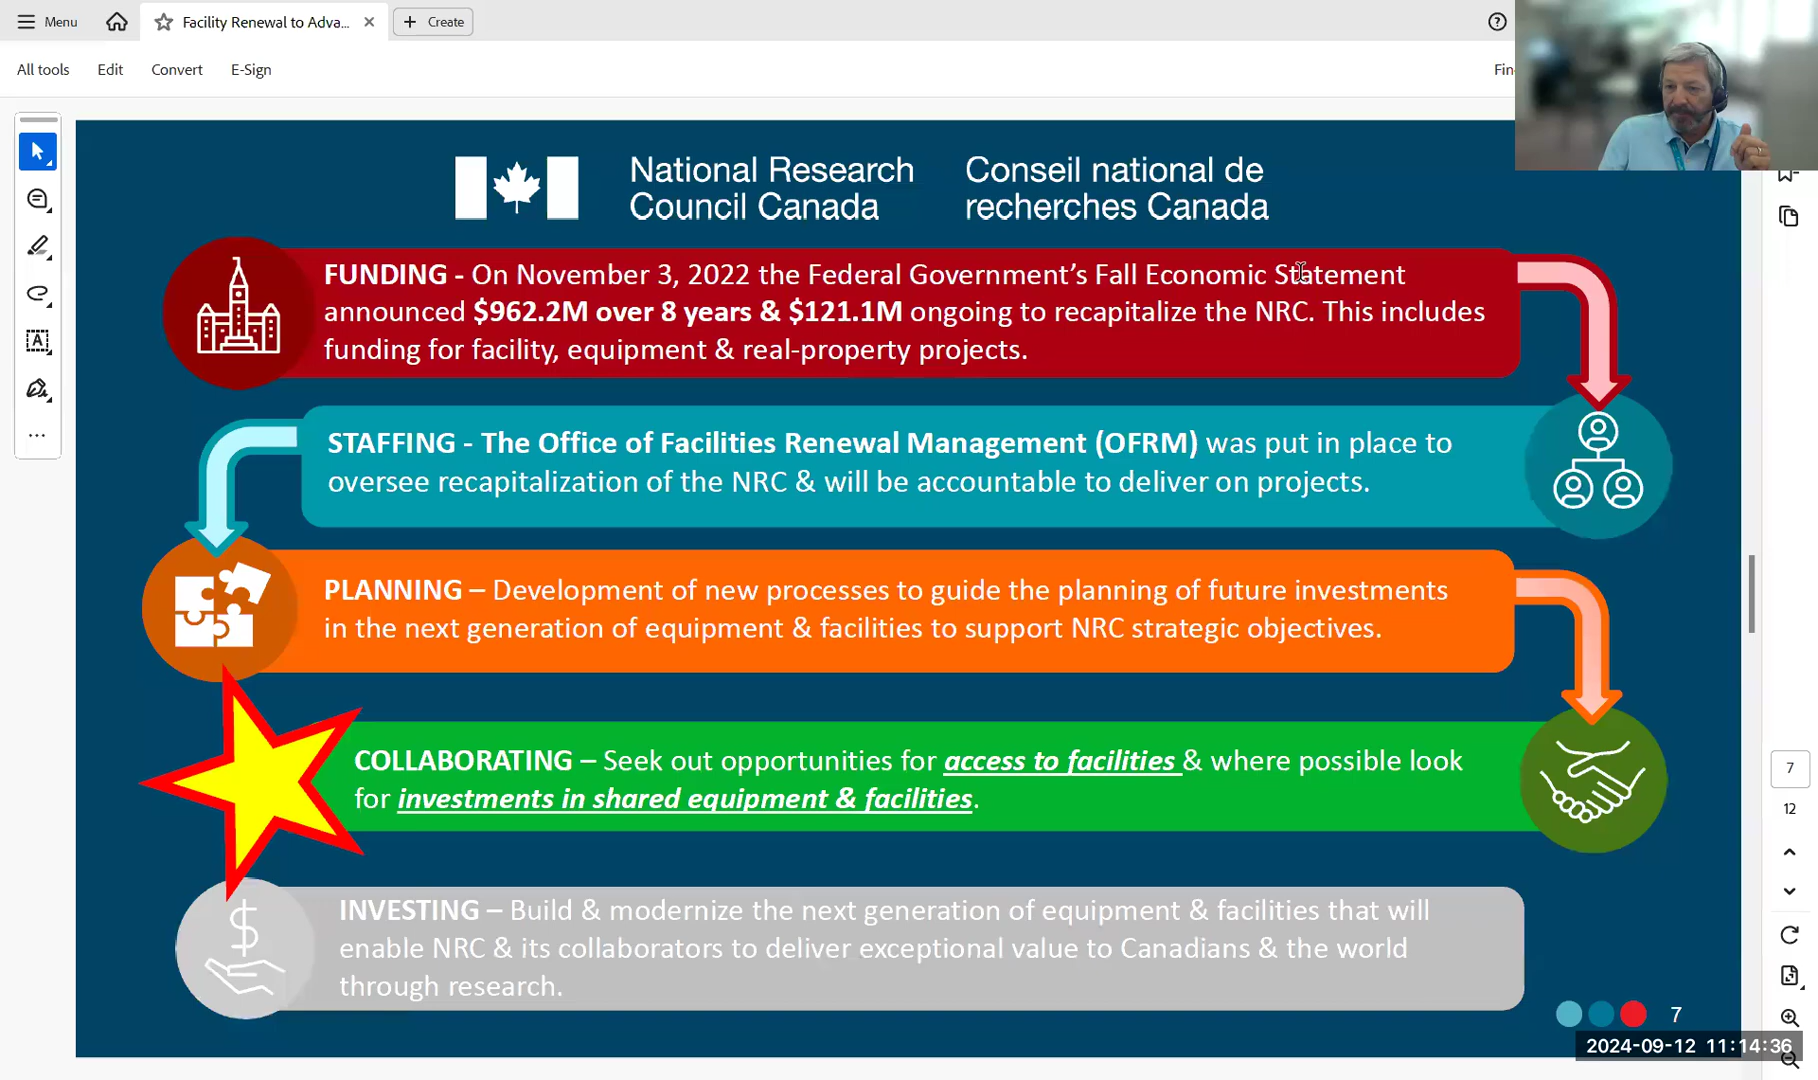 Menu
Facility Renewal to Adva...
Create
All tools
Edit
Convert
E-Sign
Fin
National Research
Council Canada
Conseil national de
recherches Canada
FUNDING - On November 3, 2022 the Federal Government’s Fall Economic Statement
announced $962.2M over 8 years & $121.1M ongoing to recapitalize the NRC. This includes
funding for facility, equipment & real-property projects.
STAFFING - The Office of Facilities Renewal Management (OFRM) was put in place to
oversee recapitalization of the NRC & will be accountable to deliver on projects.
PLANNING – Development of new processes to guide the planning of future investments
in the next generation of equipment & facilities to support NRC strategic objectives.
COLLABORATING – Seek out opportunities for access to facilities & where possible look
for investments in shared equipment & facilities.
INVESTING – Build & modernize the next generation of equipment & facilities that will
enable NRC & its collaborators to deliver exceptional value to Canadians & the world
through research.
7
7
12
2024-09-12 11:14:36